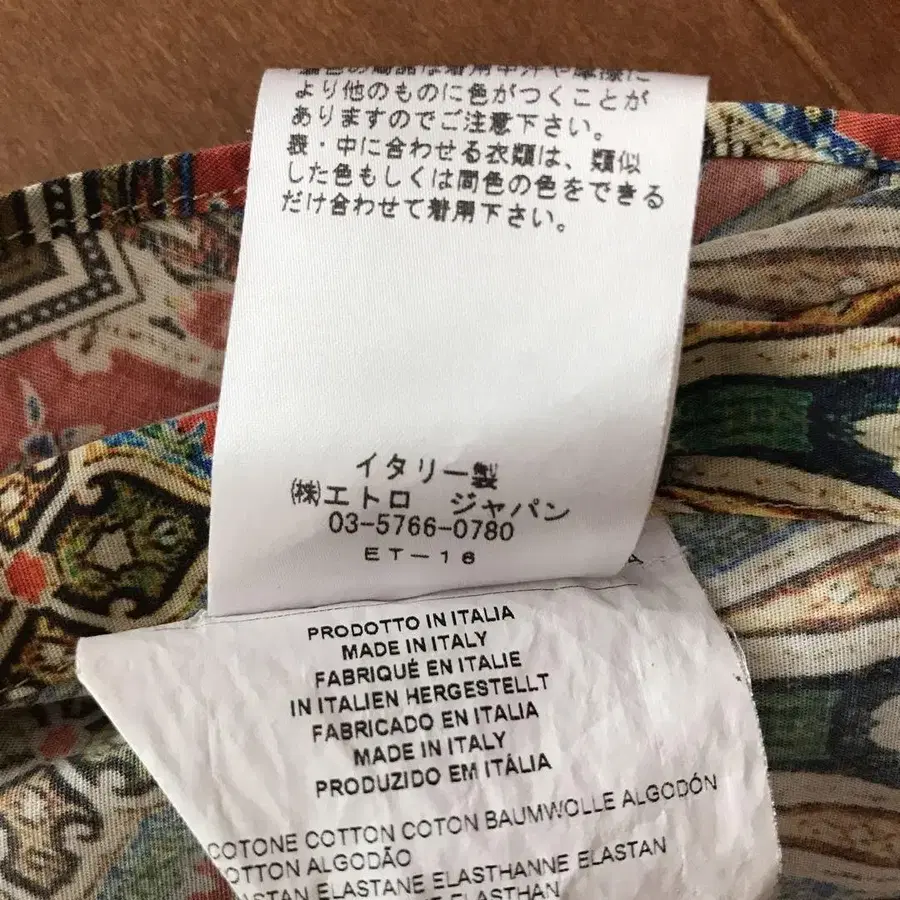 より他のものに色がつくことが
ありますのでご注意下さい。
表・中に合わせる衣類は、類似
した色もしくは同色の色をできる
だけ合わせて着用下さい。
イタリー製
㈱エトロ ジャパン
03-5766-0780
ET-16
A
PRODOTTO IN ITALIA
MADE IN ITALY
FABRIQUÉ EN ITALIE
IN ITALIEN HERGESTELLT
FABRICADO EN ITALIA
MADE IN ITALY
PRODUZIDO EM ITÁLIA
COTONE COTTON COTON BAUMWOLLE ALGODÓN
COTTON ALGODÃO
ELASTANE ELASTHANNE ELASTAN
ELASTHAN